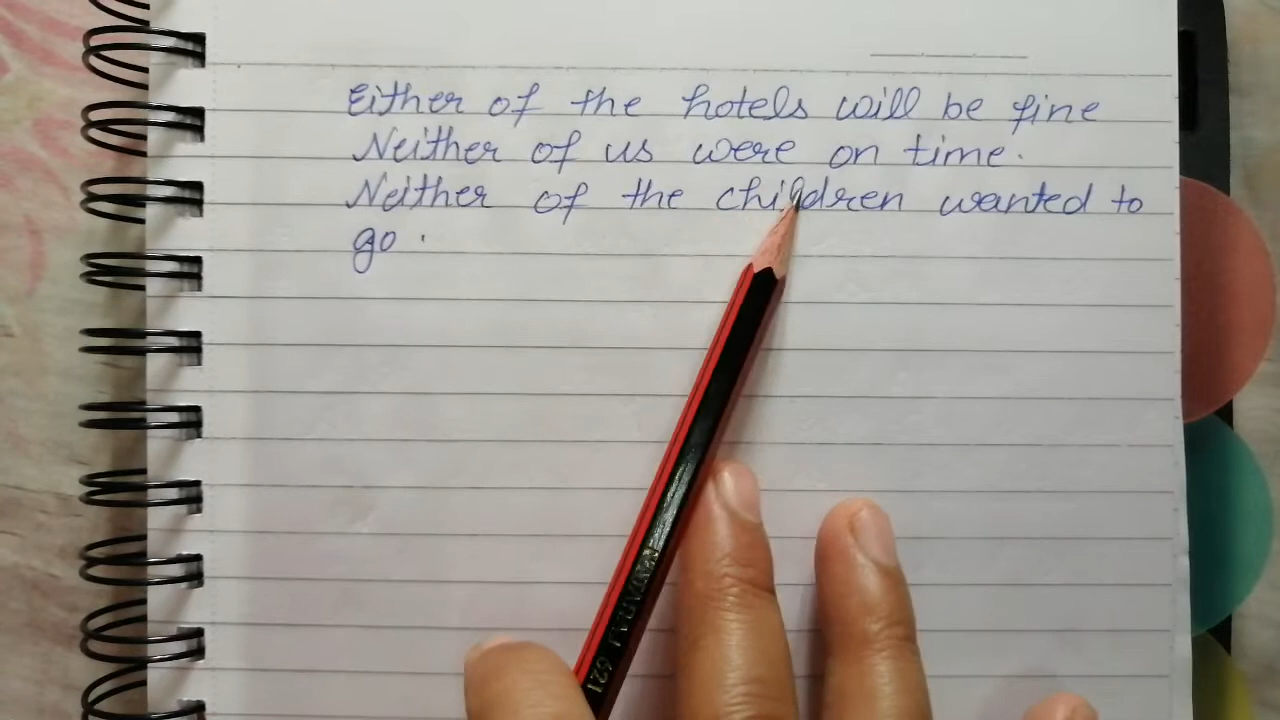 Either of the hotels will be fine
Neither of us were on time.
Neither of the children wanted to
go.
621